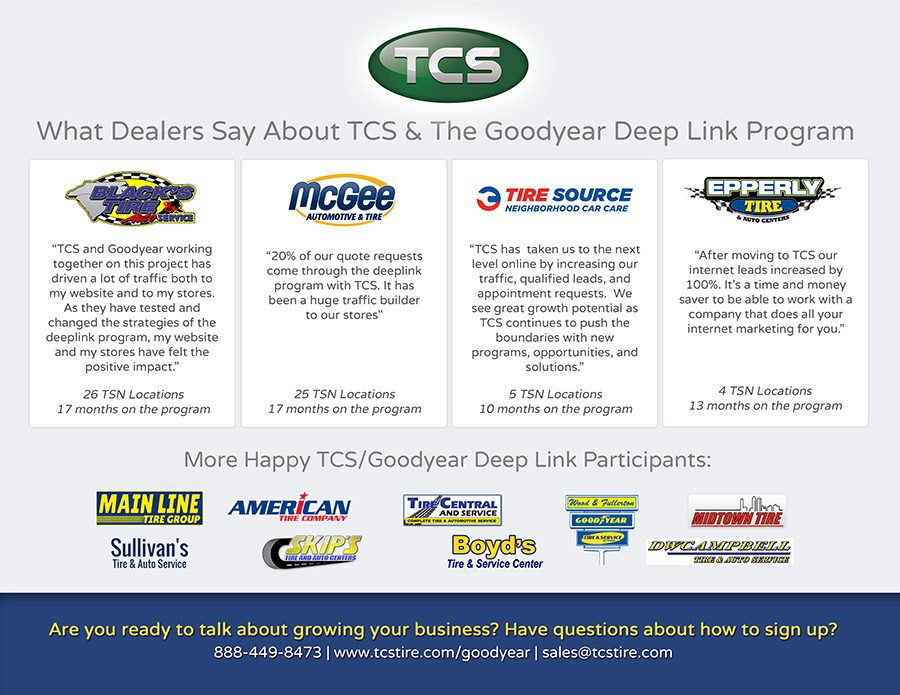 TCS
What Dealers Say About TCS & The Goodyear Deep Link Program
BLACK'S
TIRE
Auto SERVICE
“TCS and Goodyear working
together on this project has
driven a lot of traffic both to
my website and to my stores.
As they have tested and
changed the strategies of the
deeplink program, my website
and my stores have felt the
positive impact.”
26 TSN Locations
17 months on the program
McGee
AUTOMOTIVE & TIRE
“20% of our quote requests
come through the deeplink
program with TCS. It has
been a huge traffic builder
to our stores"
25 TSN Locations
17 months on the program
TIRE SOURCE
NEIGHBORHOOD CAR CARE
“TCS has  taken us to the next
level online by increasing our
traffic, qualified leads, and
appointment requests.  We
see great growth potential as
TCS continues to push the
boundaries with new
programs, opportunities, and
solutions.”
5 TSN Locations
10 months on the program
EPPERLY
TIRE
& AUTO CENTERS
“After moving to TCS our
internet leads increased by
100%. It’s a time and money
saver to be able to work with a
company that does all your
internet marketing for you.”
4 TSN Locations
13 months on the program
More Happy TCS/Goodyear Deep Link Participants:
MAIN LINE
TIRE GROUP
AMERICAN
TIRE COMPANY
TIRE CENTRAL
AND SERVICE
COMPLETE TIRE & AUTOMOTIVE SERVICE
Wood & Fullerton
GOODYEAR
TIRE & SERVICE
MIDTOWN TIRE
Sullivan's
Tire & Auto Service
SKIP'S
TIRE AND AUTO CENTERS
Boyd's
Tire & Service Center
DWCAMPBELL
TIRE & AUTO SERVICE
Are you ready to talk about growing your business? Have questions about how to sign up?
888-449-8473 | www.tcstire.com/goodyear | sales@tcstire.com